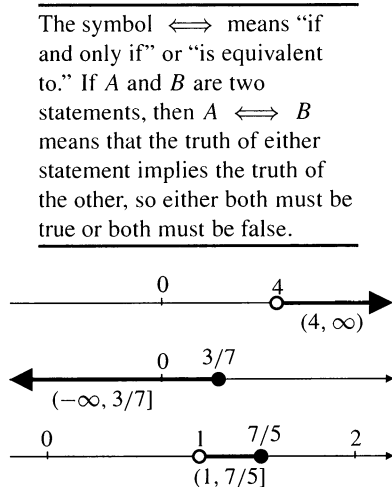 The symbol ⟺ means “if
and only if” or “is equivalent
to.” If A and B are two
statements, then A ⟺ B
means that the truth of either
statement implies the truth of
the other, so either both must be
true or both must be false.
0 4
(4, ∞)
0 3/7
(−∞, 3/7]
0 1 7/5 2
(1, 7/5]